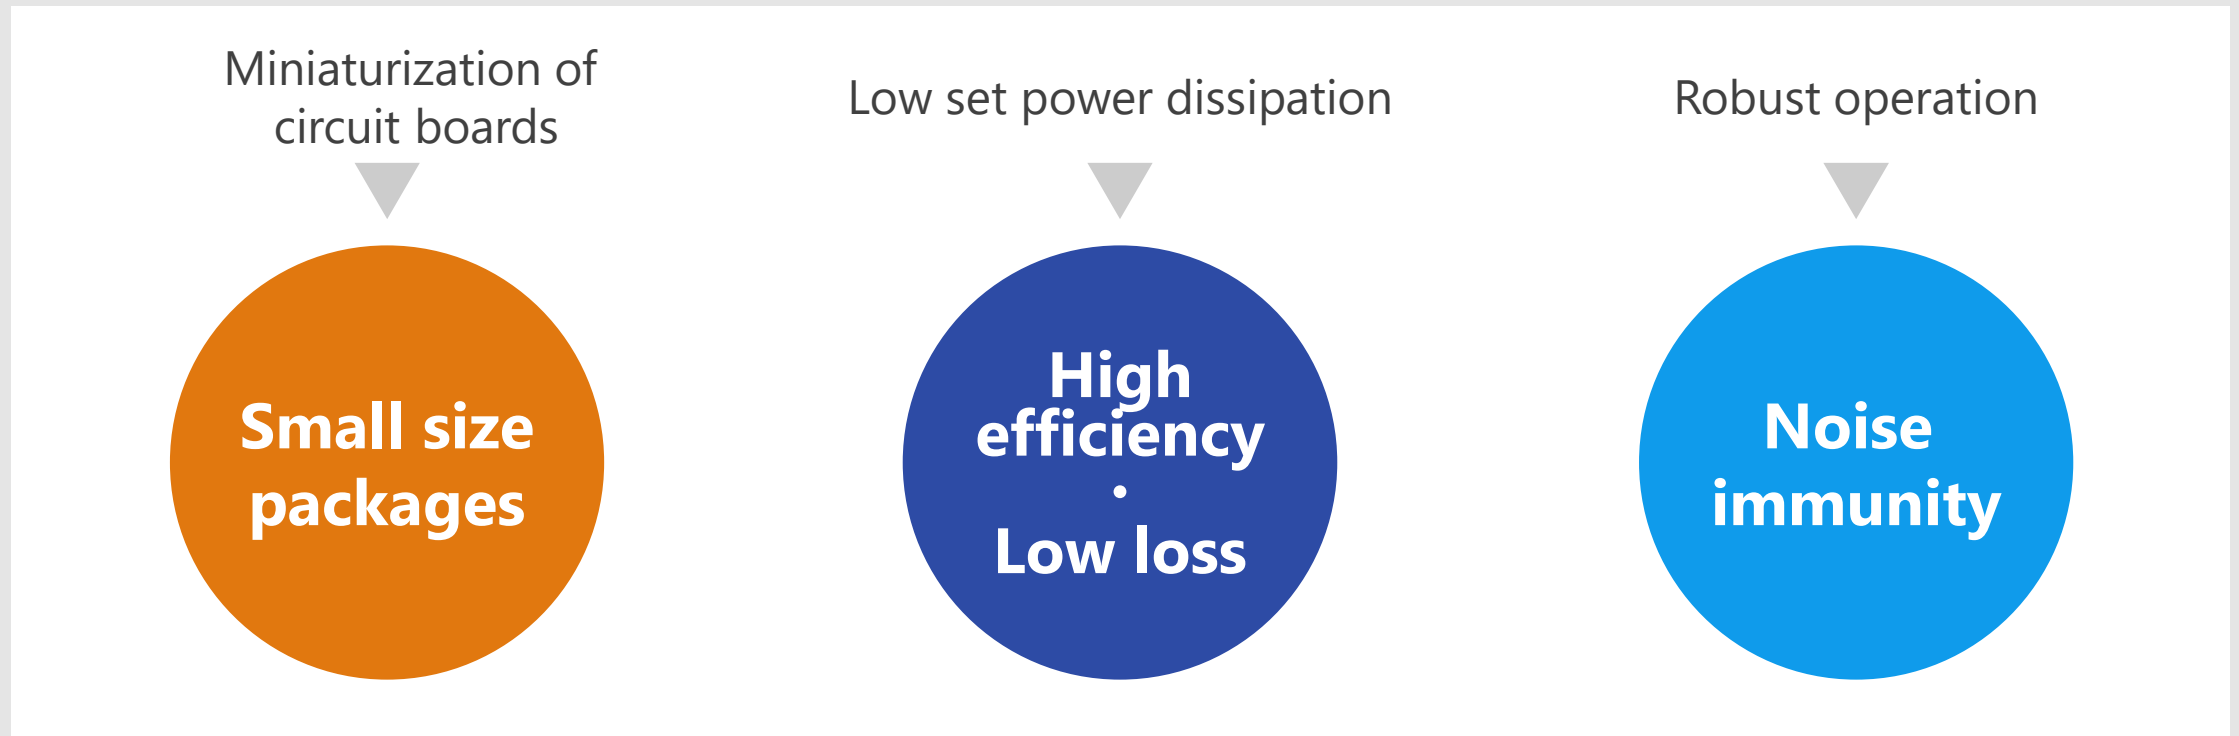 Miniaturization of
circuit boards
Low set power dissipation
Robust operation
Small size
packages
High
efficiency
・
Low loss
Noise
immunity